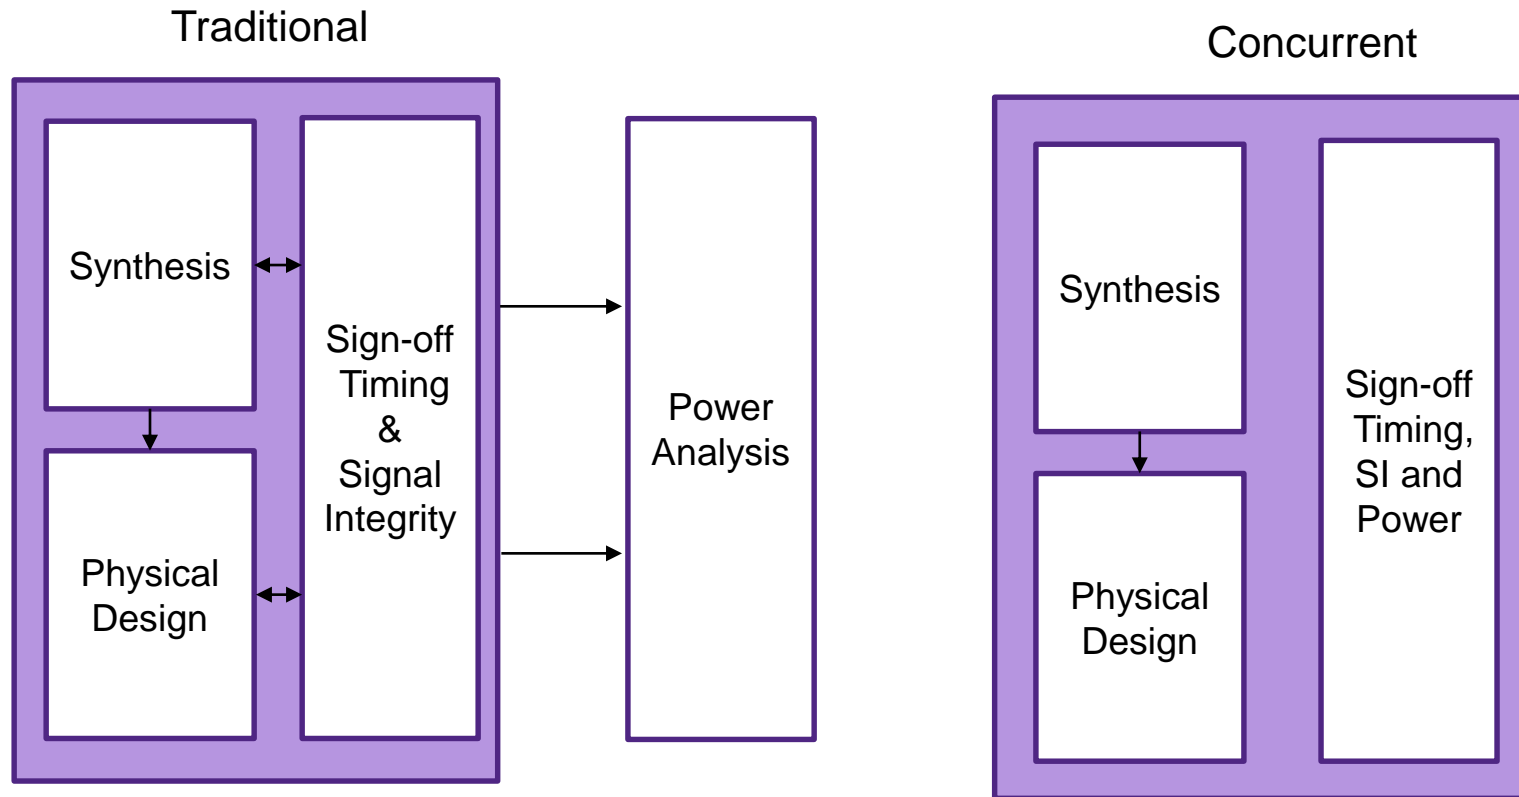 Traditional
Synthesis
Physical
Design
Sign-off
Timing
&
Signal
Integrity
Power
Analysis
Concurrent
Synthesis
Physical
Design
Sign-off
Timing,
SI and
Power